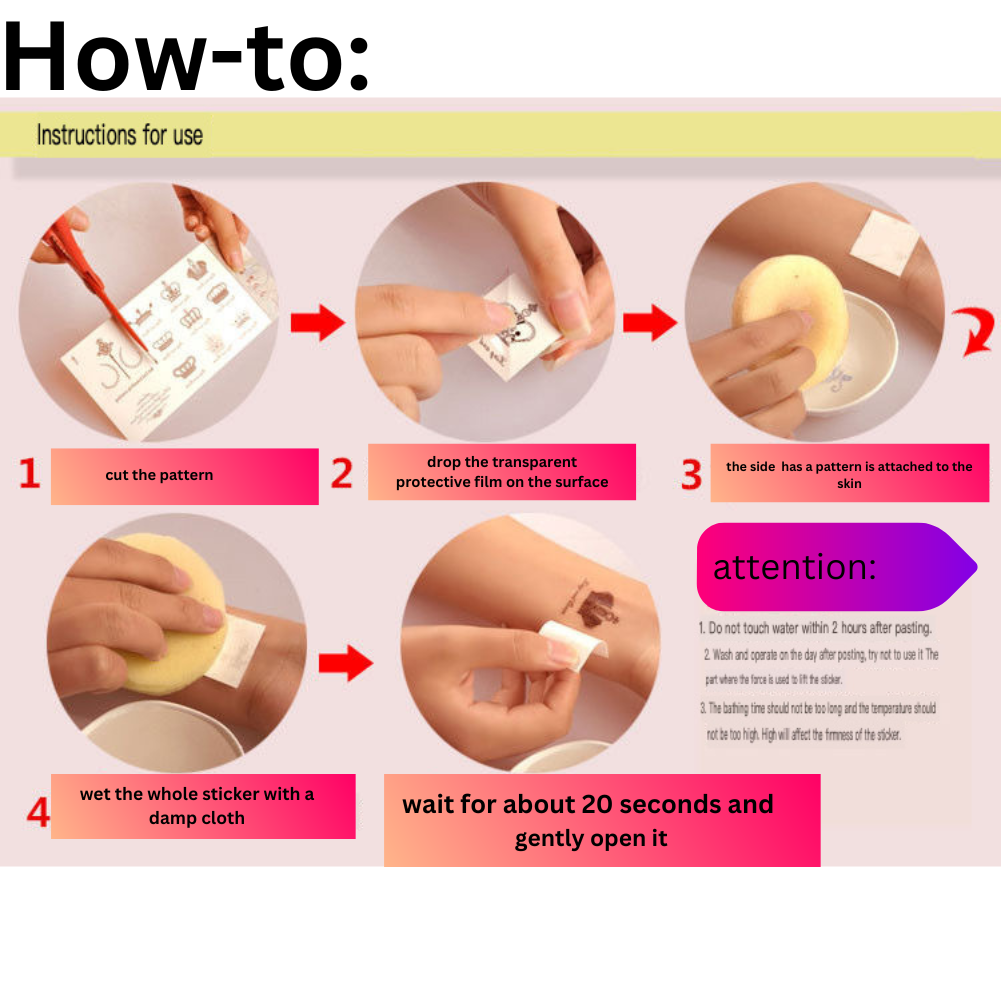 How-to:
Instructions for use
1
cut the pattern
2
drop the transparent
protective film on the surface
3
the side has a pattern is attached to the
skin
4
wet the whole sticker with a
damp cloth
wait for about 20 seconds and
gently open it
attention:
1. Do not touch water within 2 hours after pasting.
2. Wash and operate on the day after posting, try not to use it The
part where the force is used to lift the sticker.
3. The bathing time should not be too long and the temperature should
not be too high. High will affect the firmness of the sticker.